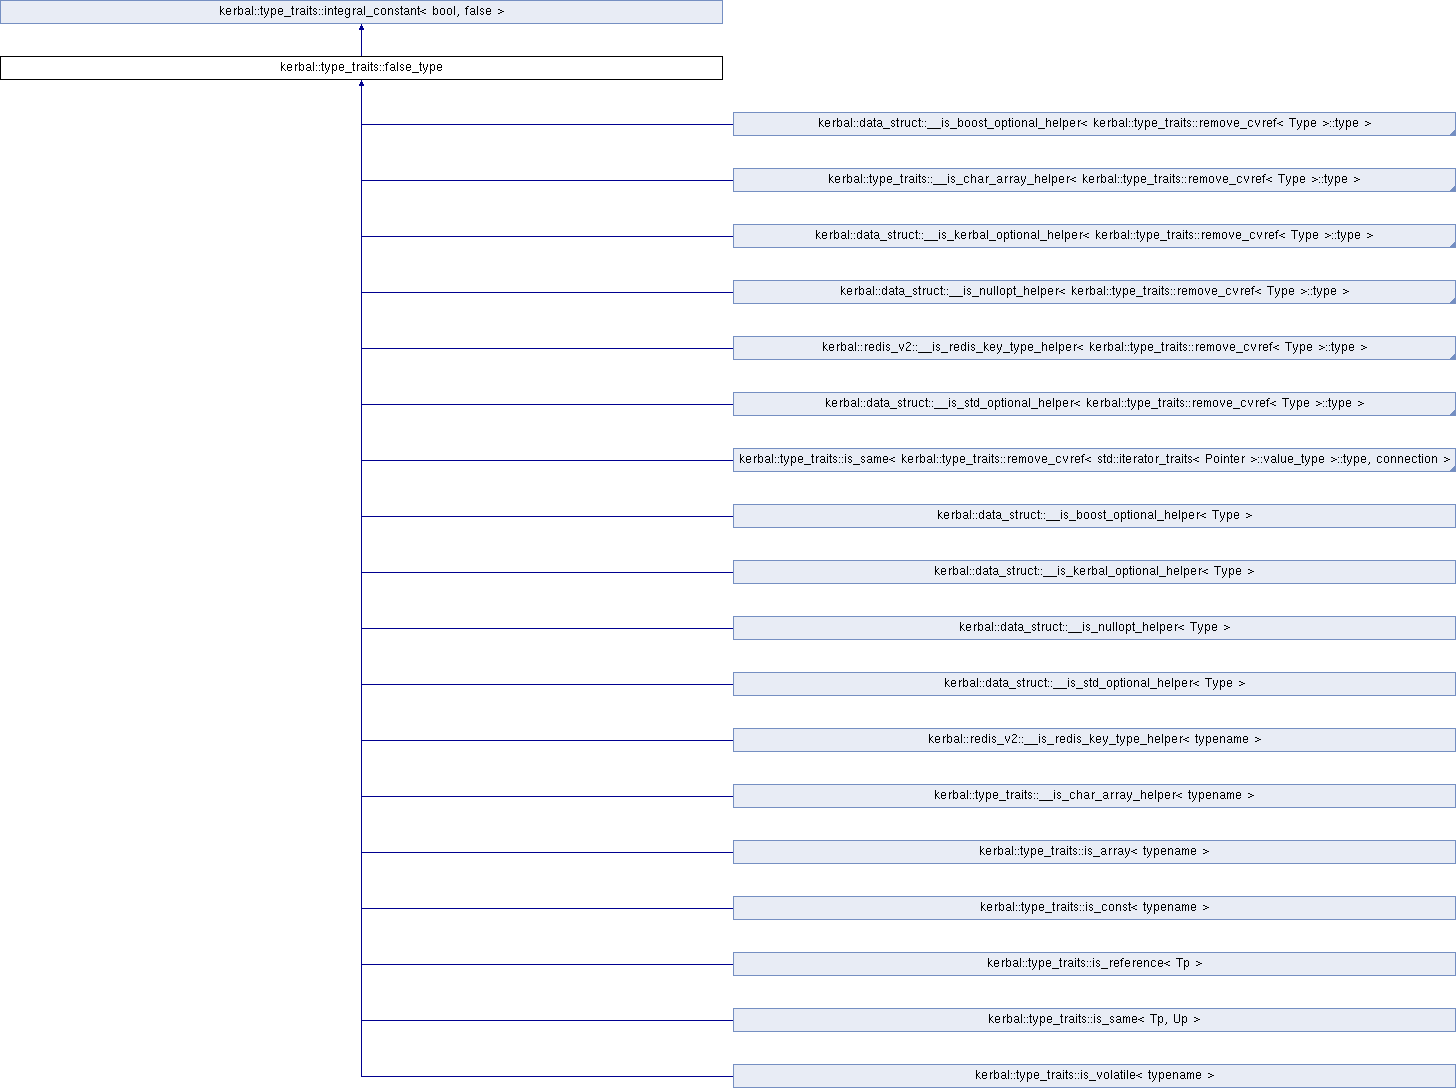 kerbal::type_traits::integral_constant< bool, false >
kerbal::type_traits::false_type
kerbal::data_struct::__is_boost_optional_helper< kerbal::type_traits::remove_cvref< Type >::type >
kerbal::type_traits::__is_char_array_helper< kerbal::type_traits::remove_cvref< Type >::type >
kerbal::data_struct::__is_kerbal_optional_helper< kerbal::type_traits::remove_cvref< Type >::type >
kerbal::data_struct::__is_nullopt_helper< kerbal::type_traits::remove_cvref< Type >::type >
kerbal::redis_v2::__is_redis_key_type_helper< kerbal::type_traits::remove_cvref< Type >::type >
kerbal::data_struct::__is_std_optional_helper< kerbal::type_traits::remove_cvref< Type >::type >
kerbal::type_traits::is_same< kerbal::type_traits::remove_cvref< std::iterator_traits< Pointer >::value_type >::type, connection >
kerbal::data_struct::__is_boost_optional_helper< Type >
kerbal::data_struct::__is_kerbal_optional_helper< Type >
kerbal::data_struct::__is_nullopt_helper< Type >
kerbal::data_struct::__is_std_optional_helper< Type >
kerbal::redis_v2::__is_redis_key_type_helper< typename >
kerbal::type_traits::__is_char_array_helper< typename >
kerbal::type_traits::is_array< typename >
kerbal::type_traits::is_const< typename >
kerbal::type_traits::is_reference< Tp >
kerbal::type_traits::is_same< Tp, Up >
kerbal::type_traits::is_volatile< typename >